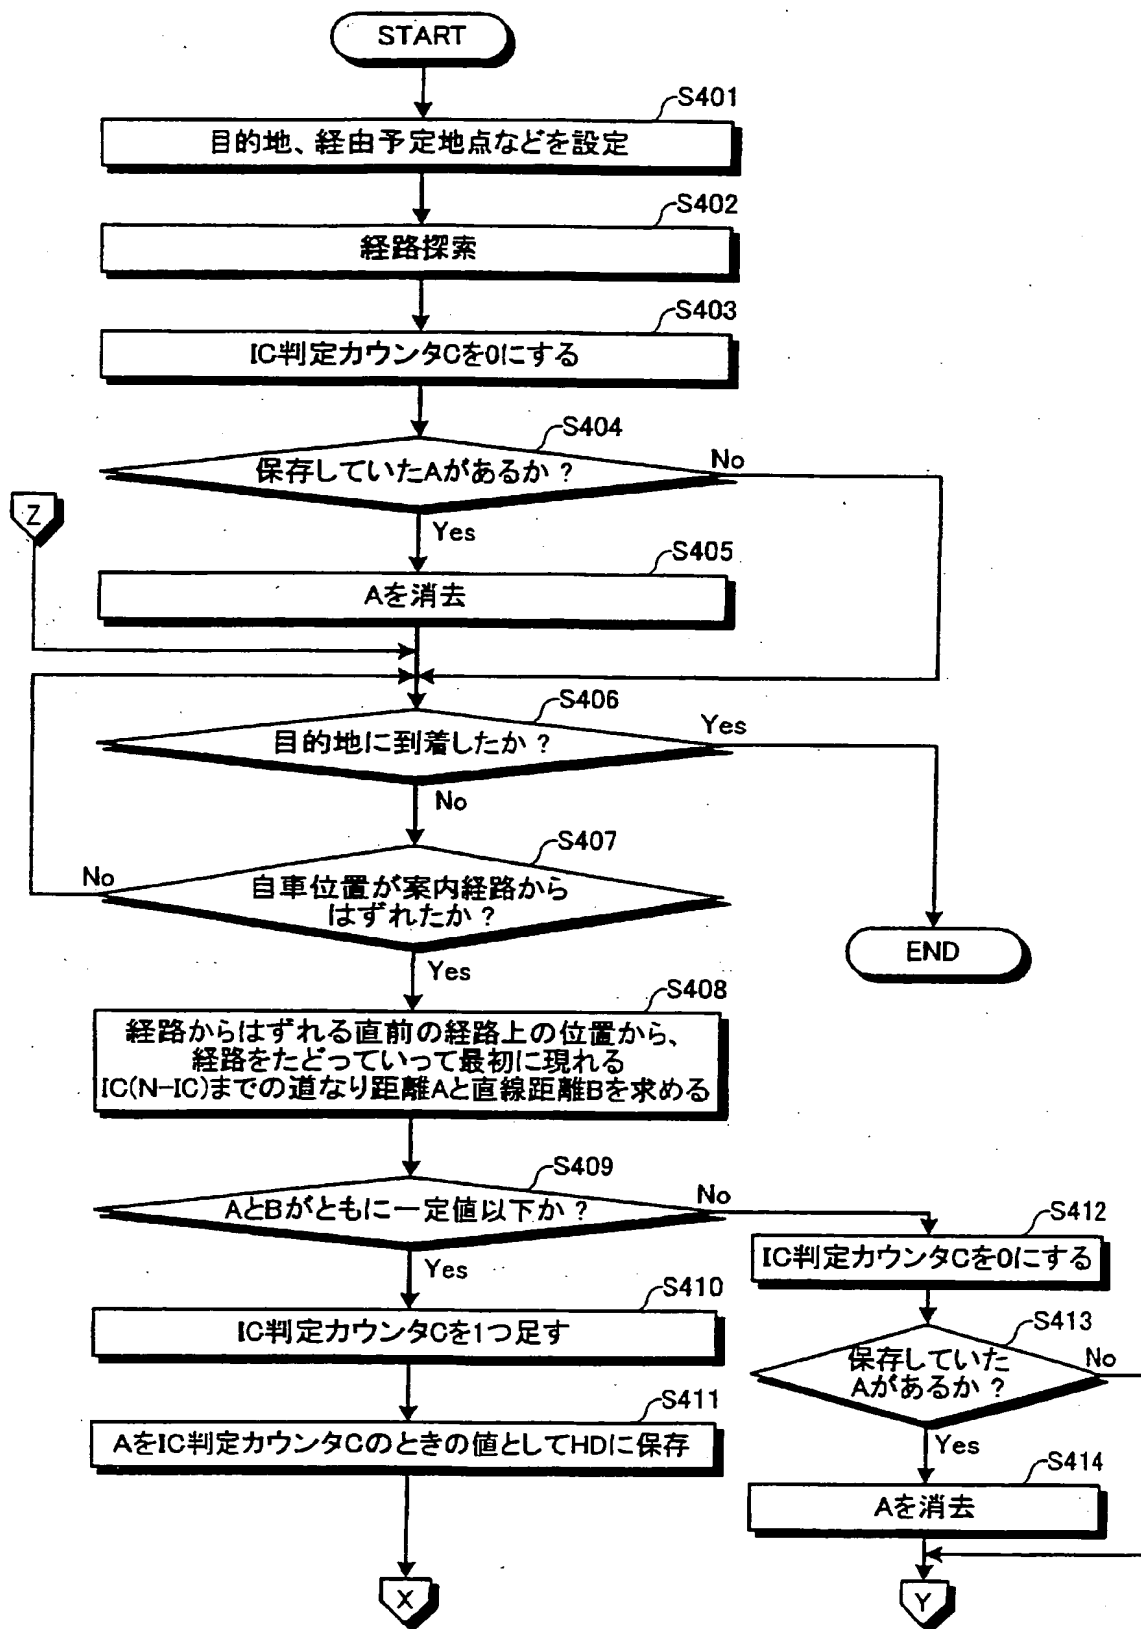 START
S401
目的地、経由予定地点などを設定
S402
経路探索
S403
IC判定カウンタCを0にする
S404
保存していたAがあるか？
No
Yes
Z
S405
Aを消去
S406
目的地に到着したか？
Yes
No
S407
自車位置が案内経路から
はずれたか？
No
Yes
END
S408
経路からはずれる直前の経路上の位置から、
経路をたどっていって最初に現れる
IC(N-IC)までの道なり距離Aと直線距離Bを求める
S409
AとBがともに一定値以下か？
No
Yes
S410
IC判定カウンタCを1つ足す
S411
AをIC判定カウンタCのときの値としてHDに保存
X
S412
IC判定カウンタCを0にする
S413
保存していた
Aがあるか？
No
Yes
S414
Aを消去
Y